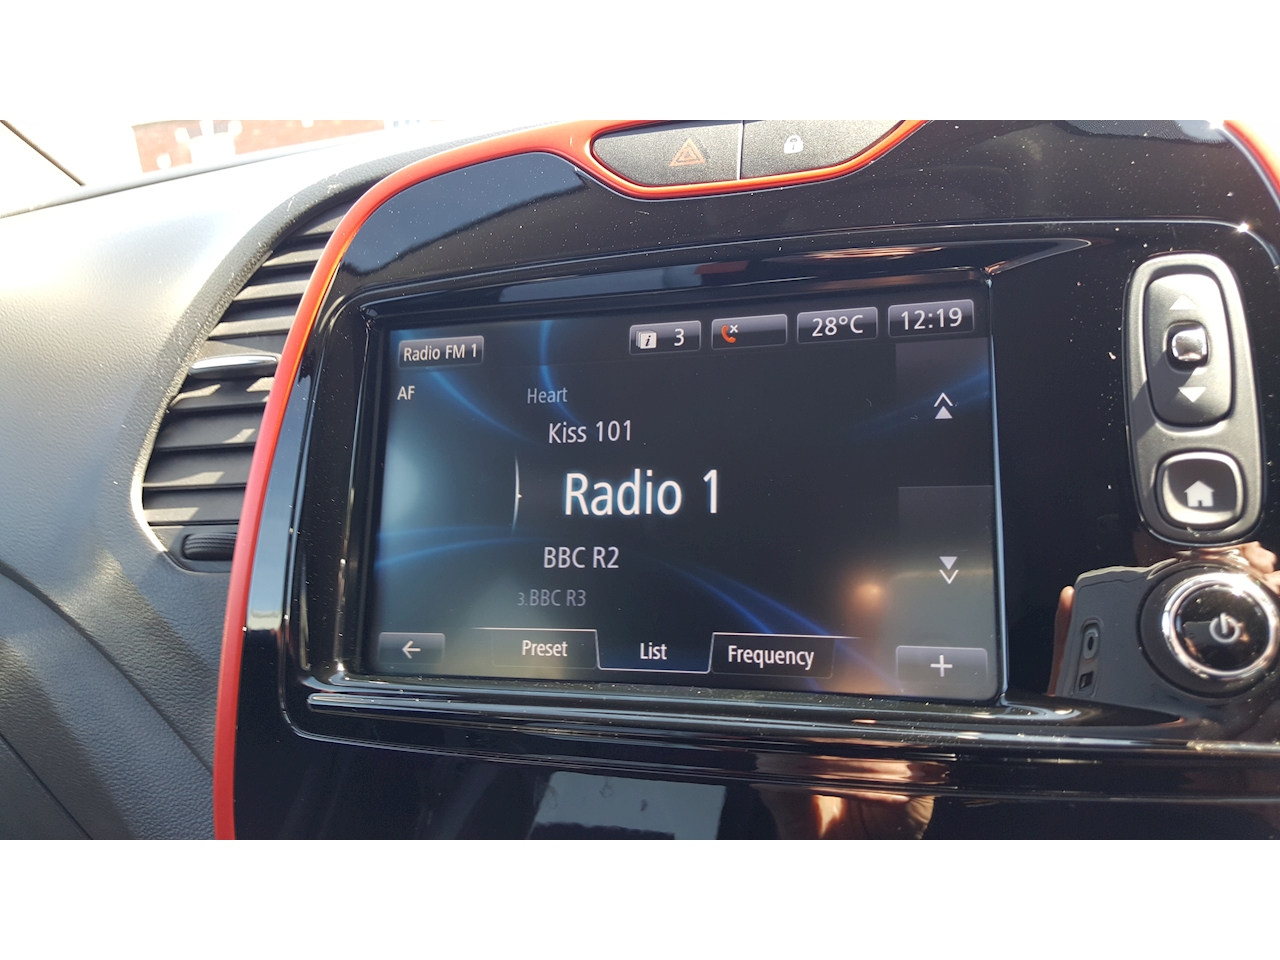 3
28°C
12:19
Radio FM 1
AF
Heart
Kiss 101
Radio 1
BBC R2
3.BBC R3
Preset
List
Frequency